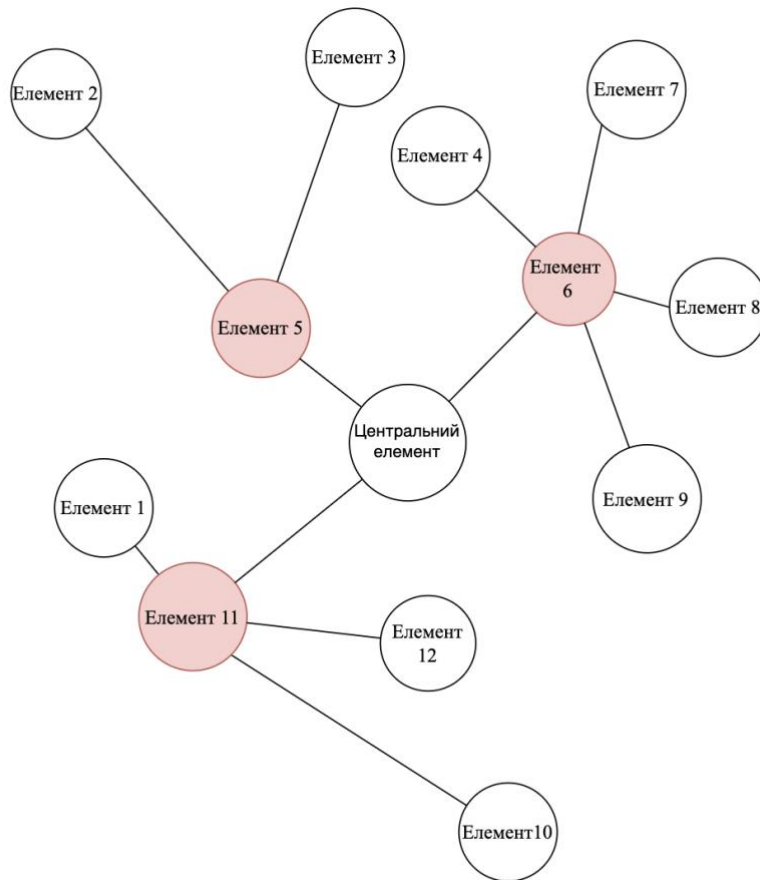 Елемент 3
Елемент 2
Елемент 7
Елемент 4
Елемент
6
Елемент 8
Елемент 5
Центральний
елемент
Елемент 1
Елемент 9
Елемент 11
Елемент
12
Елемент10